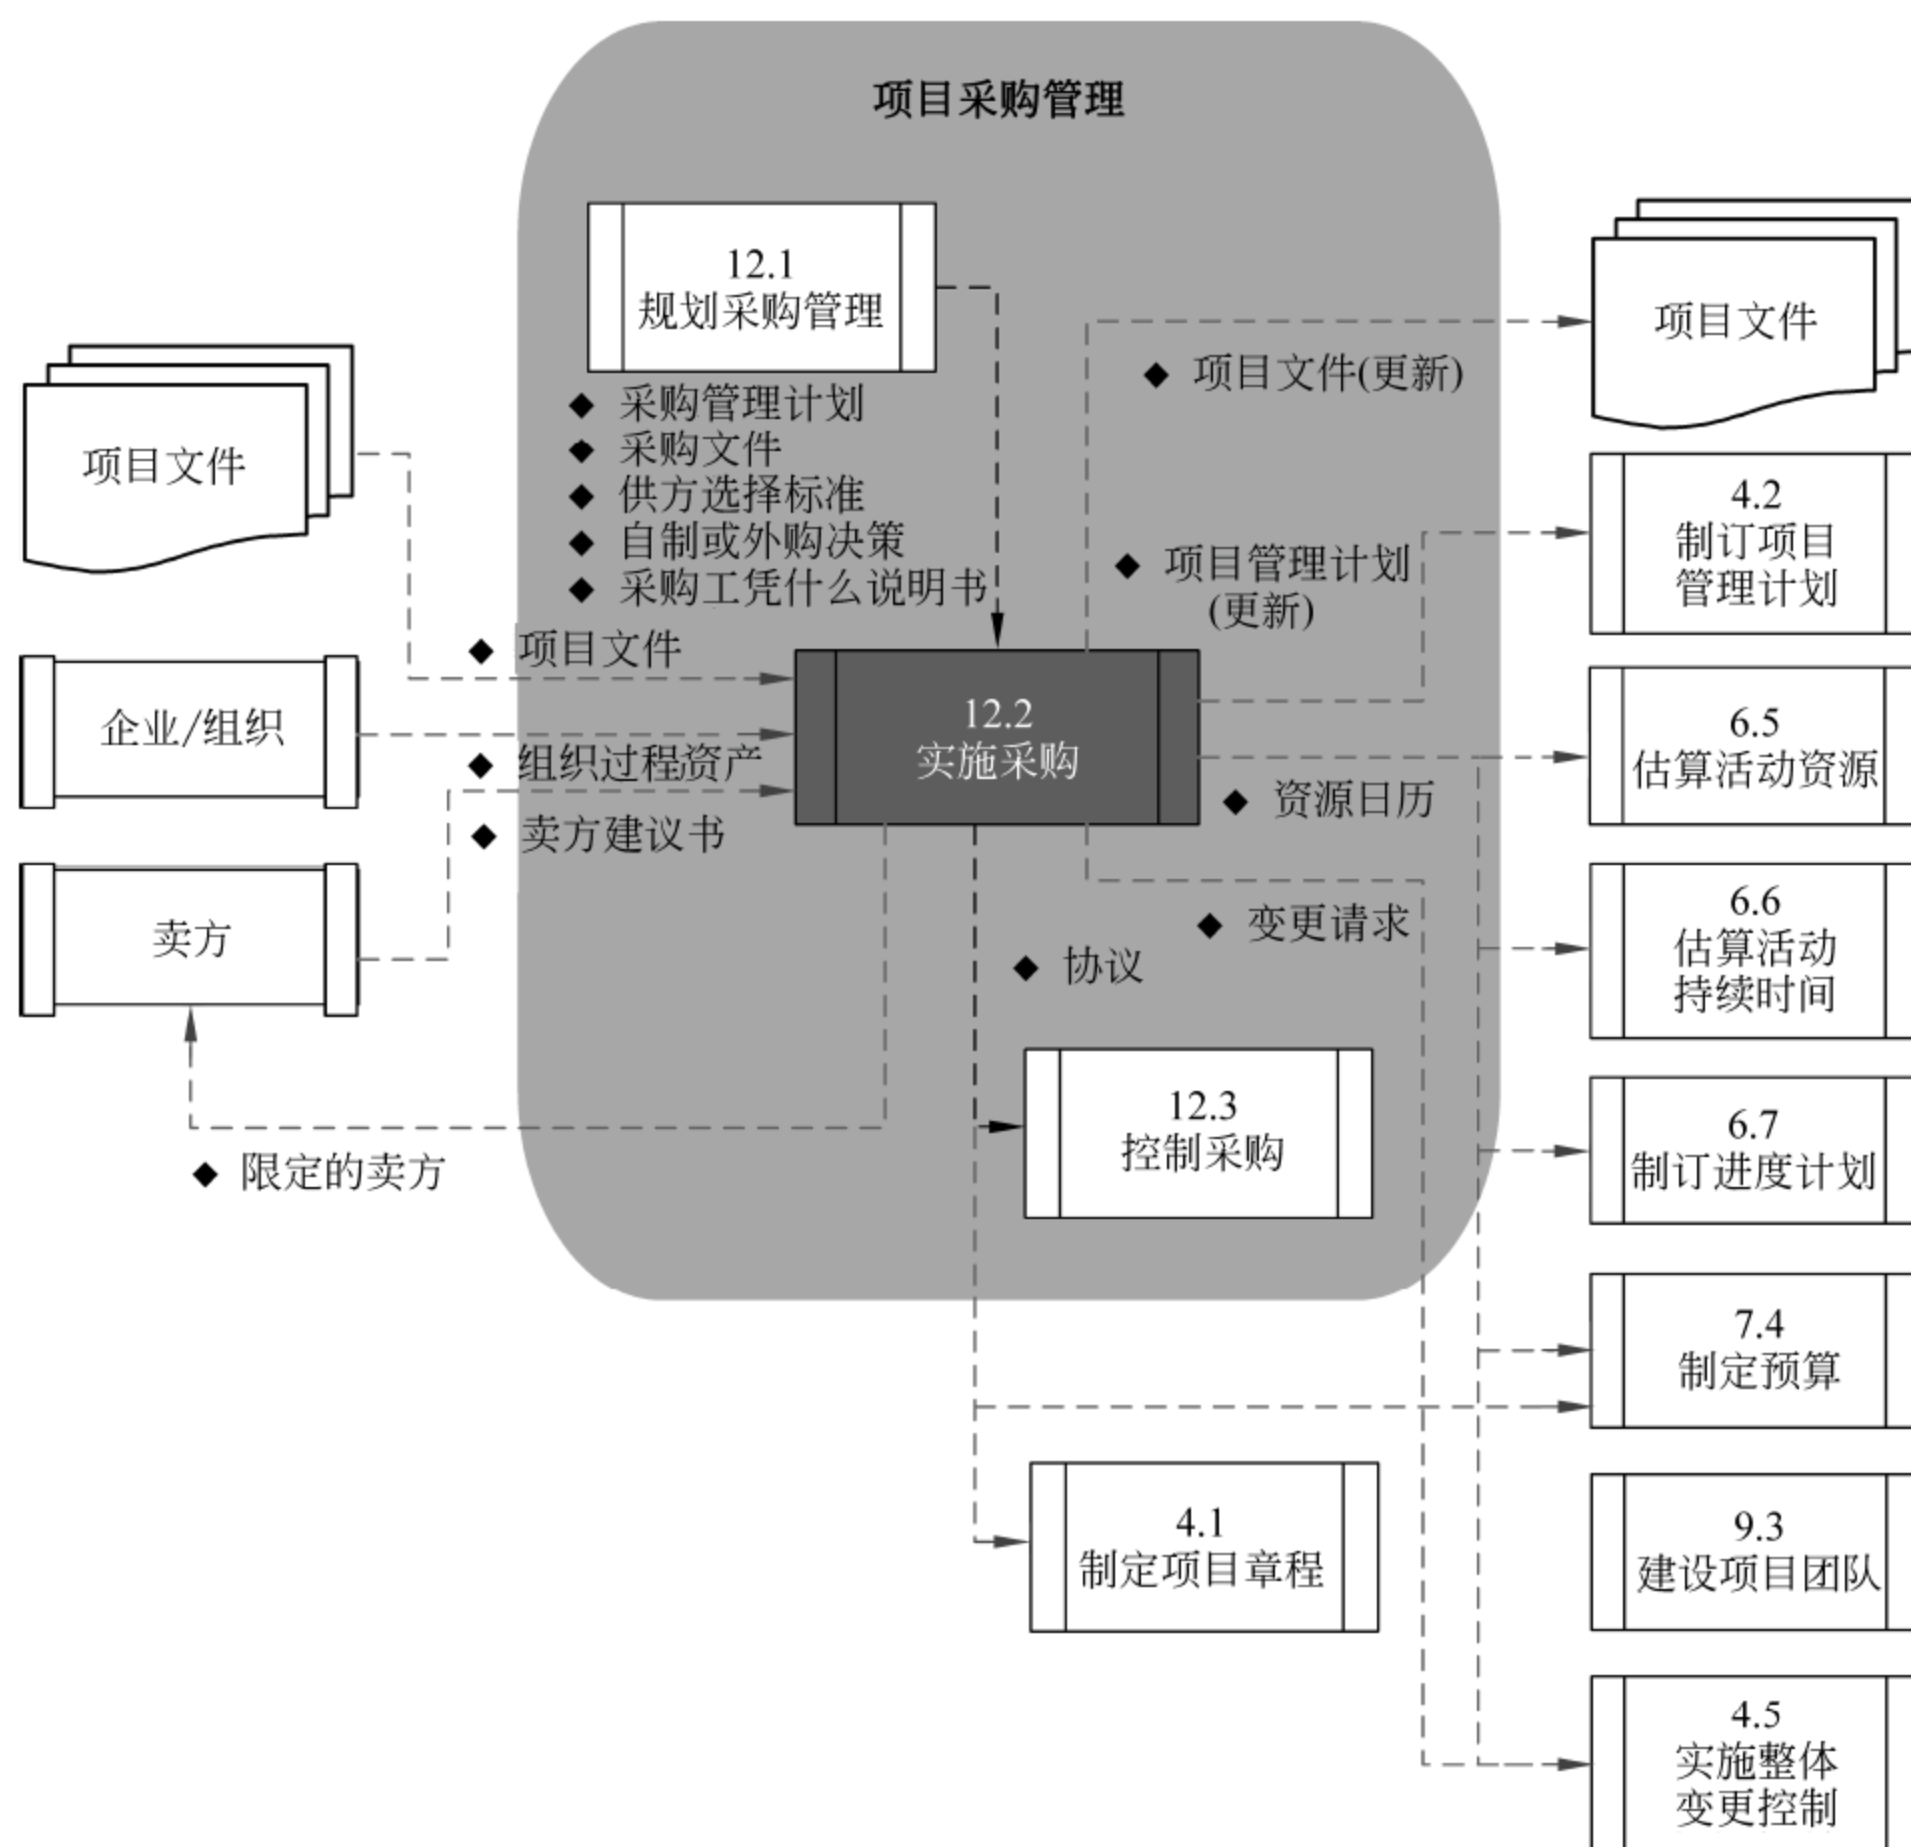 项目采购管理
12.1
规划采购管理
◆ 采购管理计划
◆ 采购文件
◆ 供方选择标准
◆ 自制或外购决策
◆ 采购工凭什么说明书
项目文件
企业/组织
卖方
◆ 项目文件
◆ 组织过程资产
◆ 卖方建议书
◆ 限定的卖方
12.2
实施采购
◆ 项目文件(更新)
◆ 项目管理计划
(更新)
◆ 资源日历
◆ 变更请求
◆ 协议
12.3
控制采购
4.1
制定项目章程
项目文件
4.2
制订项目
管理计划
6.5
估算活动资源
6.6
估算活动
持续时间
6.7
制订进度计划
7.4
制定预算
9.3
建设项目团队
4.5
实施整体
变更控制